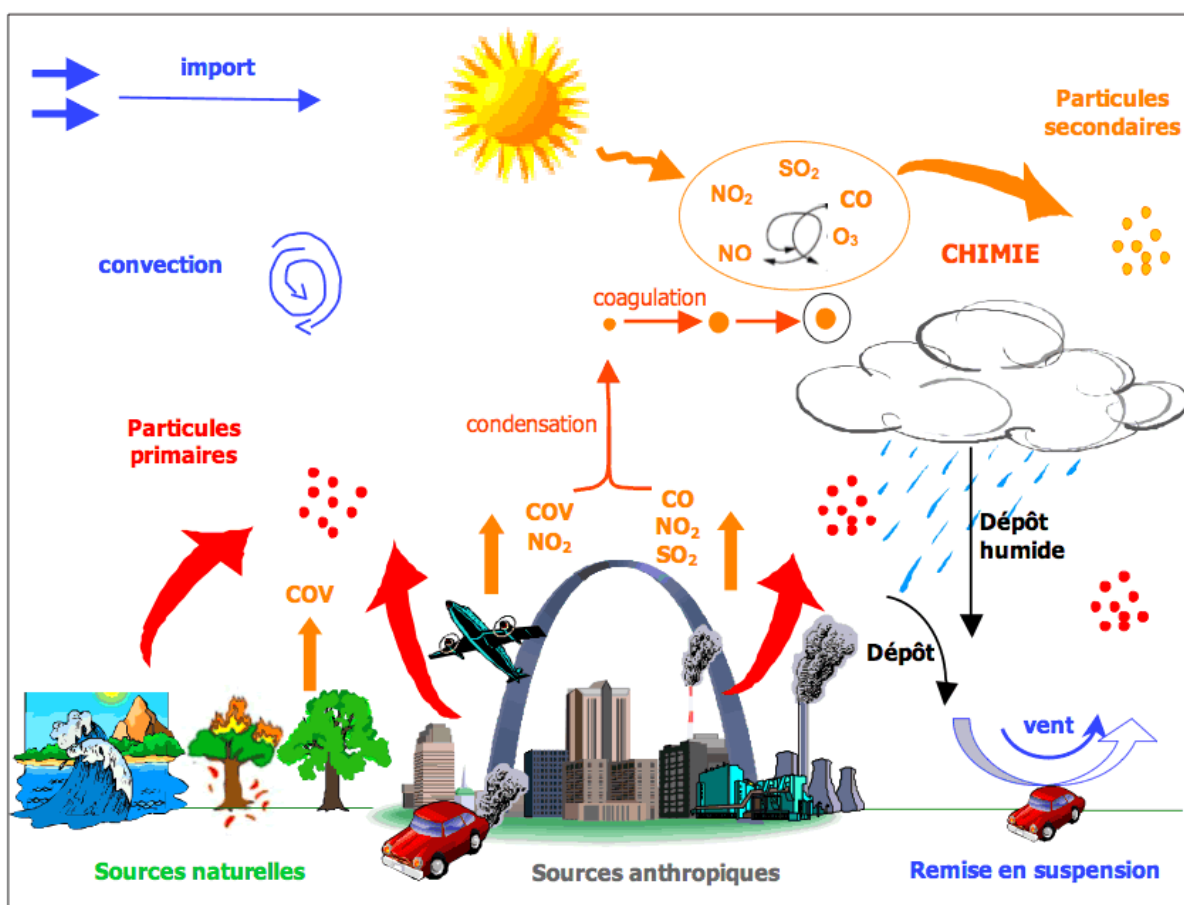 import
Particules
secondaires
SO₂
NO₂
CO
O₃
NO
CHIMIE
convection
coagulation
condensation
Particules
primaires
COV
NO₂
CO
NO₂
SO₂
Dépôt
humide
COV
Dépôt
vent
Sources naturelles
Sources anthropiques
Remise en suspension